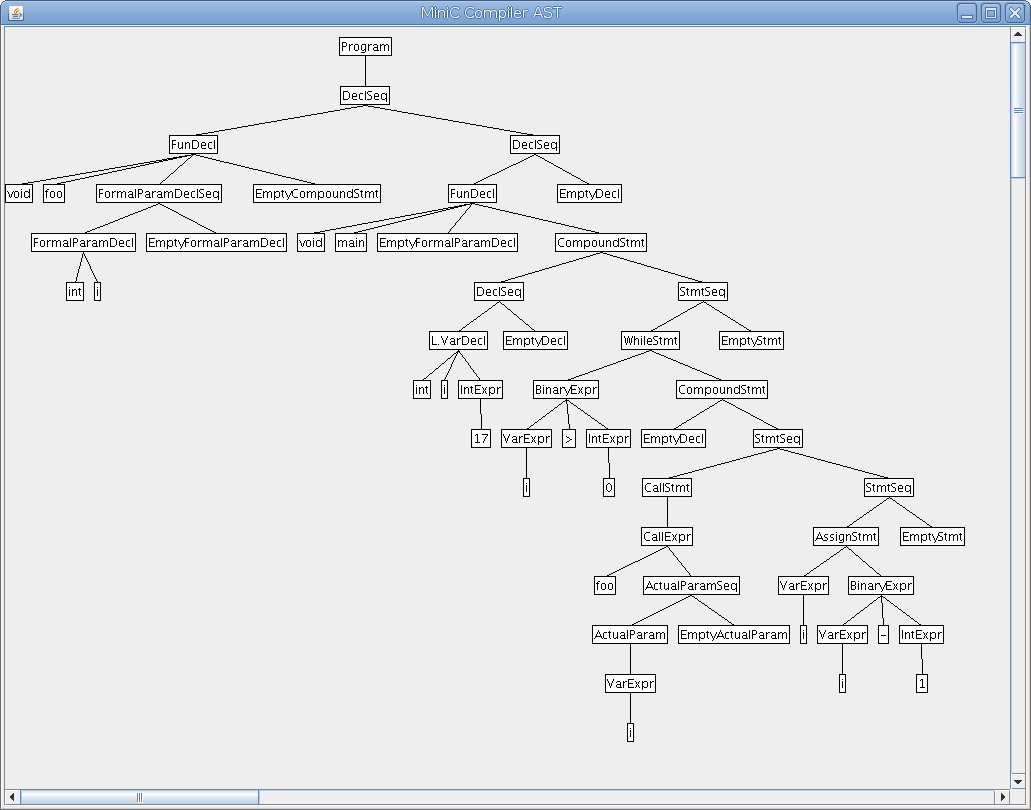 MiniC Compiler AST
Program
DeclSeq
FunDecl DeclSeq
void foo FormalParamDeclSeq EmptyCompoundStmt FunDecl EmptyDecl
FormalParamDecl EmptyFormalParamDecl void main EmptyFormalParamDecl CompoundStmt
int i DeclSeq StmtSeq
L.VarDecl EmptyDecl WhileStmt EmptyStmt
int i IntExpr BinaryExpr CompoundStmt
17 VarExpr > IntExpr EmptyDecl StmtSeq
i 0 CallStmt StmtSeq
CallExpr AssignStmt EmptyStmt
foo ActualParamSeq VarExpr BinaryExpr
ActualParam EmptyActualParam i VarExpr - IntExpr
VarExpr i 1
i